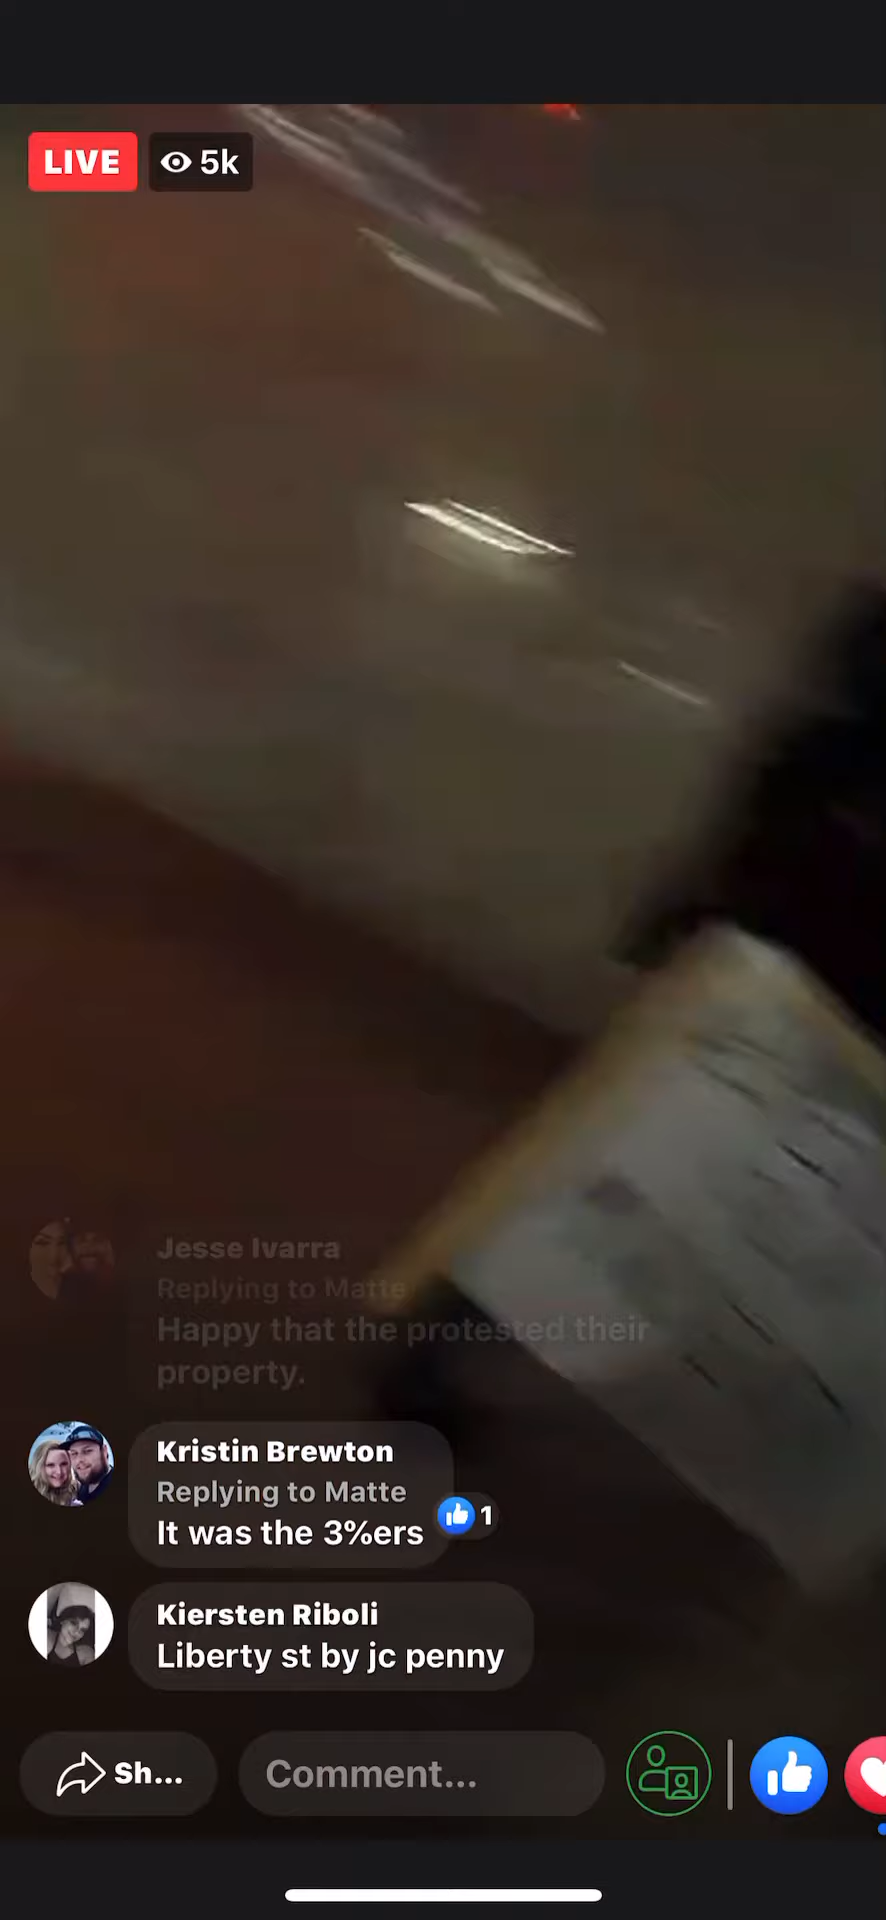 LIVE
5k
Jesse Ivarra
Replying to Matte
Happy that the protested their
property.
Kristin Brewton
Replying to Matte
It was the 3%ers
1
Kiersten Riboli
Liberty st by jc penny
Sh...
Comment...